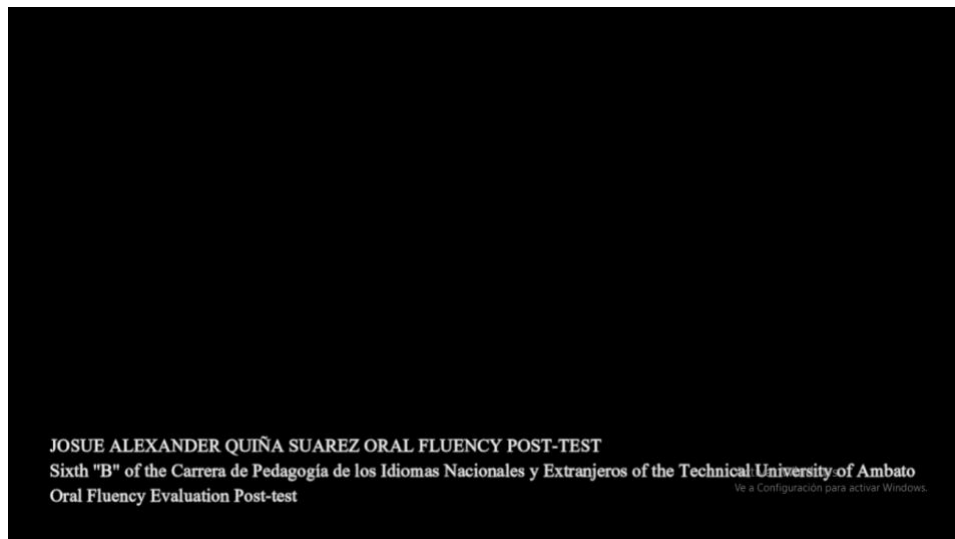 JOSUE ALEXANDER QUIÑA SUAREZ ORAL FLUENCY POST-TEST
Sixth "B" of the Carrera de Pedagogía de los Idiomas Nacionales y Extranjeros of the Technical University of Ambato
Oral Fluency Evaluation Post-test
Ve a Configuración para activar Windows.